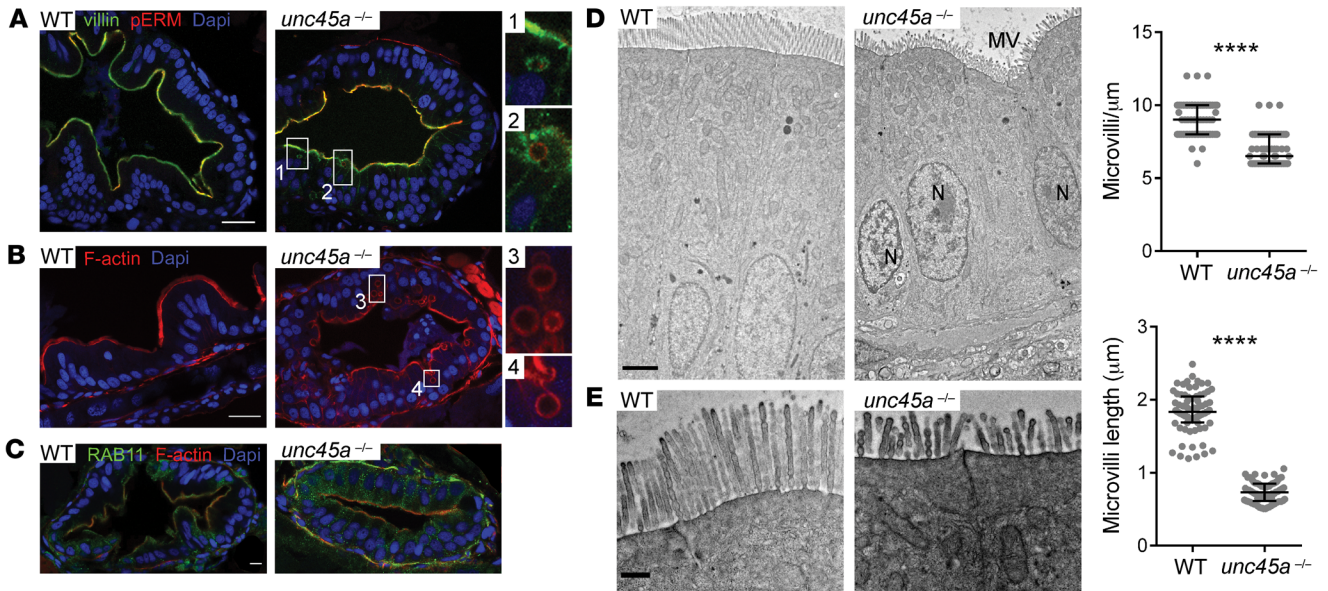 A
WT villin pERM Dapi
unc45a –/–
1
2
1
2
B
WT F-actin Dapi
unc45a –/–
3
4
3
4
C
WT RAB11 F-actin Dapi
unc45a –/–
D
WT
unc45a –/–
MV
N
N
N
Microvilli/µm
15
10
5
0
****
WT unc45a –/–
E
WT
unc45a –/–
Microvilli length (µm)
3
2
1
0
****
WT unc45a –/–